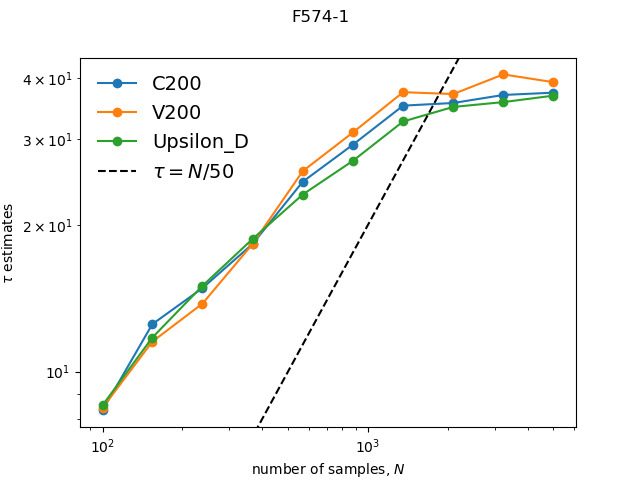 F574-1
C200
V200
Upsilon_D
τ = N/50
4 × 10¹
3 × 10¹
2 × 10¹
10¹
τ estimates
10²
10³
number of samples, N